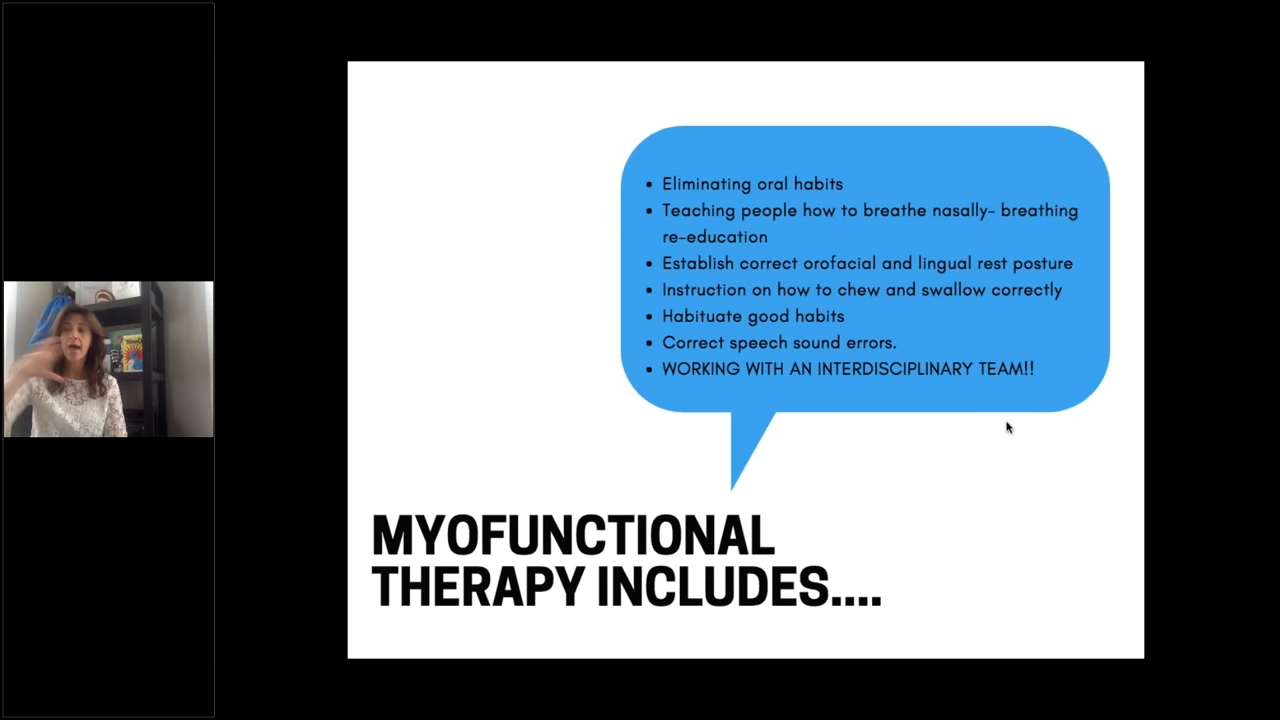 • Eliminating oral habits
• Teaching people how to breathe nasally- breathing
re-education
• Establish correct orofacial and lingual rest posture
• Instruction on how to chew and swallow correctly
• Habituate good habits
• Correct speech sound errors.
• WORKING WITH AN INTERDISCIPLINARY TEAM!!
MYOFUNCTIONAL
THERAPY INCLUDES....